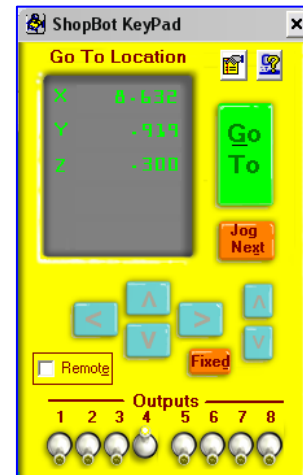 ShopBot KeyPad
Go To Location
X 8.632
Y .939
Z .300
Go To
Jog Next
Fixed
Remote
Outputs
1 2 3 4 5 6 7 8